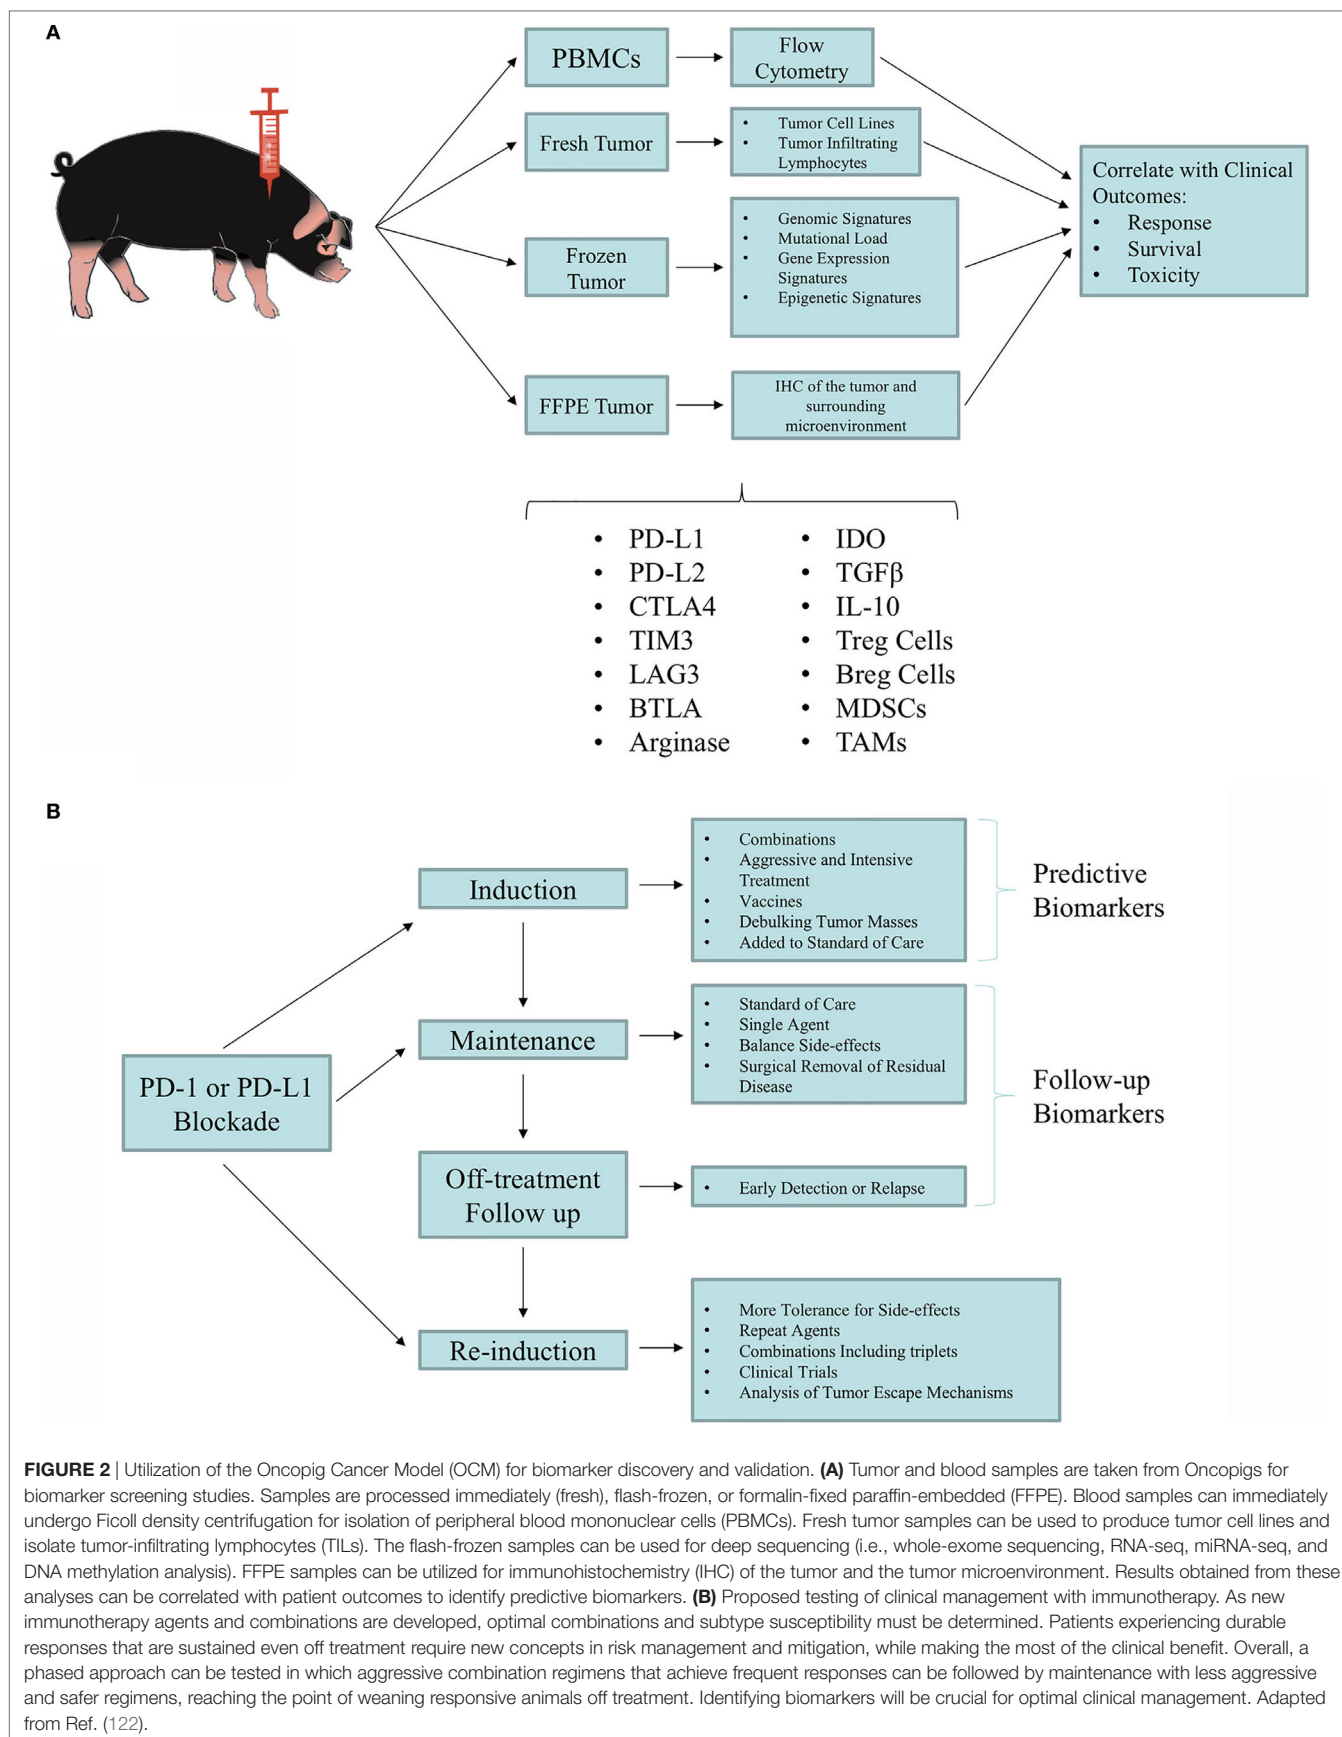 A
PBMCs
Flow
Cytometry
Fresh Tumor
• Tumor Cell Lines
• Tumor Infiltrating
Lymphocytes
Frozen
Tumor
• Genomic Signatures
• Mutational Load
• Gene Expression
Signatures
• Epigenetic Signatures
FFPE Tumor
IHC of the tumor and
surrounding
microenvironment
Correlate with Clinical
Outcomes:
• Response
• Survival
• Toxicity
• PD-L1
• PD-L2
• CTLA4
• TIM3
• LAG3
• BTLA
• Arginase
• IDO
• TGFβ
• IL-10
• Treg Cells
• Breg Cells
• MDSCs
• TAMs
B
PD-1 or PD-L1
Blockade
Induction
• Combinations
• Aggressive and Intensive
Treatment
• Vaccines
• Debulking Tumor Masses
• Added to Standard of Care
Predictive
Biomarkers
Maintenance
• Standard of Care
• Single Agent
• Balance Side-effects
• Surgical Removal of Residual
Disease
Follow-up
Biomarkers
Off-treatment
Follow up
• Early Detection or Relapse
Re-induction
• More Tolerance for Side-effects
• Repeat Agents
• Combinations Including triplets
• Clinical Trials
• Analysis of Tumor Escape Mechanisms
FIGURE 2 | Utilization of the Oncopig Cancer Model (OCM) for biomarker discovery and validation. (A) Tumor and blood samples are taken from Oncopigs for
biomarker screening studies. Samples are processed immediately (fresh), flash-frozen, or formalin-fixed paraffin-embedded (FFPE). Blood samples can immediately
undergo Ficoll density centrifugation for isolation of peripheral blood mononuclear cells (PBMCs). Fresh tumor samples can be used to produce tumor cell lines and
isolate tumor-infiltrating lymphocytes (TILs). The flash-frozen samples can be used for deep sequencing (i.e., whole-exome sequencing, RNA-seq, miRNA-seq, and
DNA methylation analysis). FFPE samples can be utilized for immunohistochemistry (IHC) of the tumor and the tumor microenvironment. Results obtained from these
analyses can be correlated with patient outcomes to identify predictive biomarkers. (B) Proposed testing of clinical management with immunotherapy. As new
immunotherapy agents and combinations are developed, optimal combinations and subtype susceptibility must be determined. Patients experiencing durable
responses that are sustained even off treatment require new concepts in risk management and mitigation, while making the most of the clinical benefit. Overall, a
phased approach can be tested in which aggressive combination regimens that achieve frequent responses can be followed by maintenance with less aggressive
and safer regimens, reaching the point of weaning responsive animals off treatment. Identifying biomarkers will be crucial for optimal clinical management. Adapted
from Ref. (122).